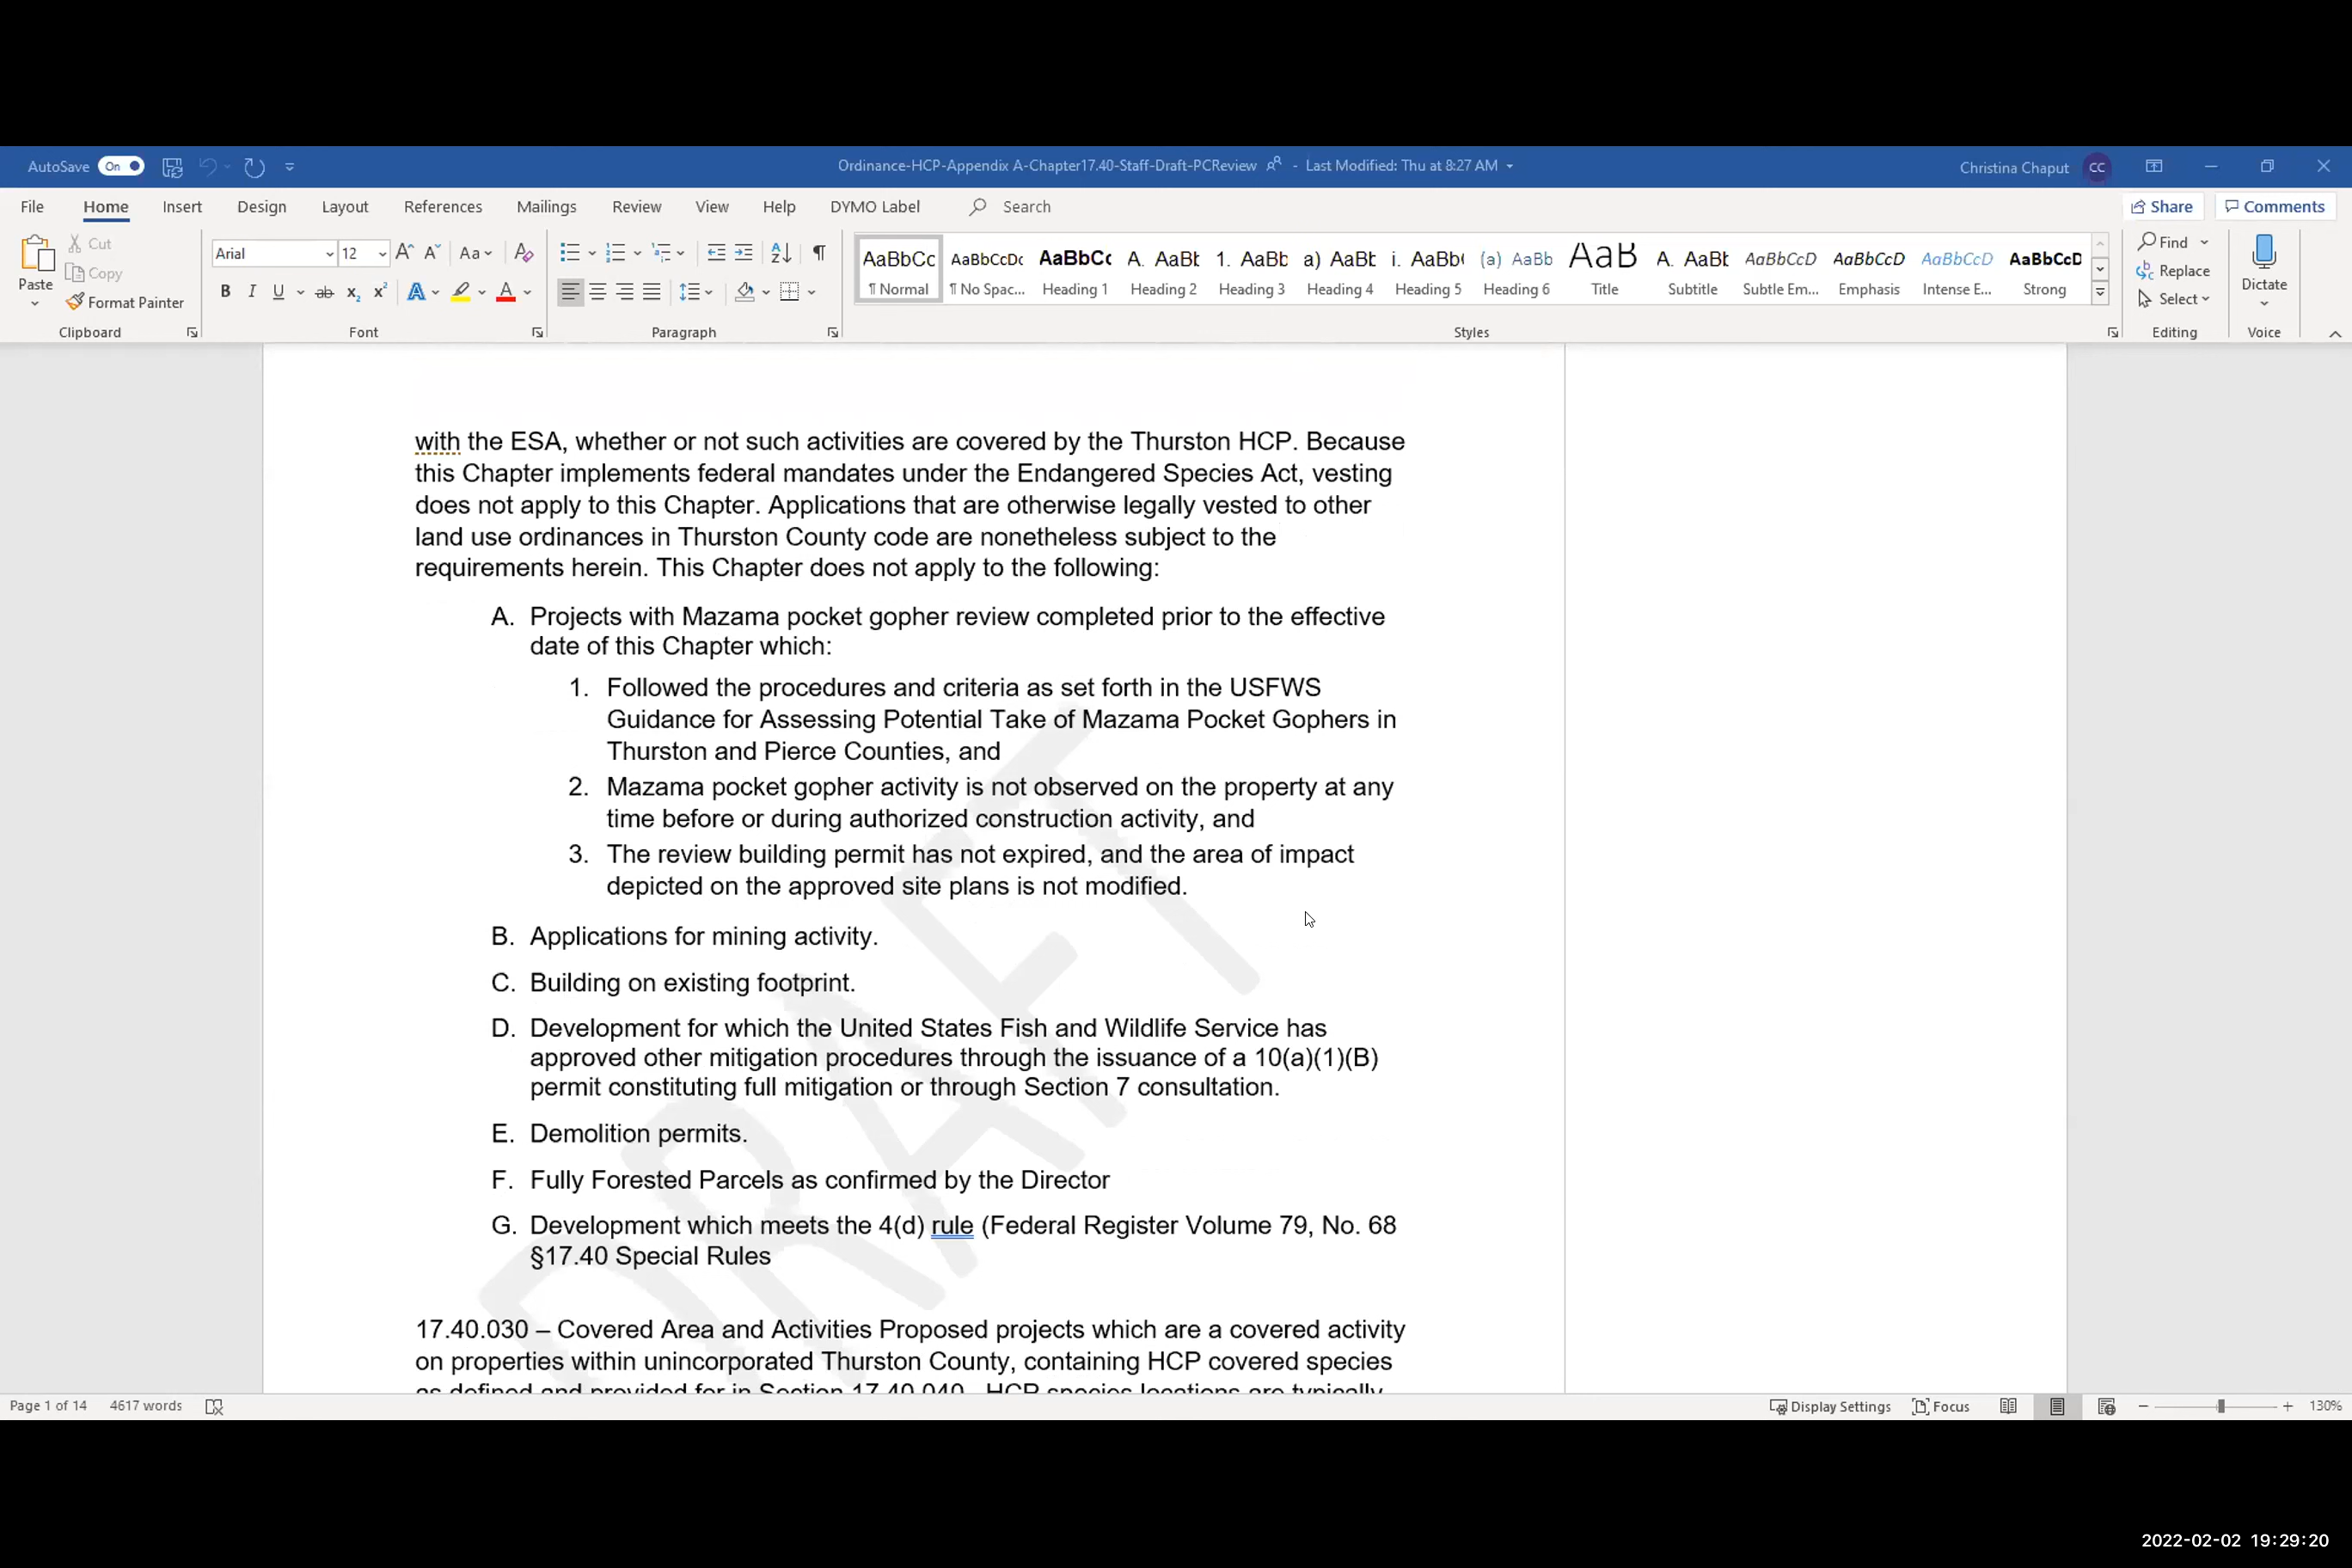 AutoSave On Ordinance-HCP-Appendix A-Chapter17.40-Staff-Draft-PCReview - Last Modified: Thu at 8:27 AM Christina Chaput CC
File Home Insert Design Layout References Mailings Review View Help DYMO Label Search Share Comments
Paste Cut Copy Format Painter
Clipboard
Arial 12
Font
Paragraph
AaBbCc AaBbCcDc AaBbCc A. AaBb 1. AaBb a) AaBb i. AaBb (a) AaBb AaB A. AaBb AaBbCcD AaBbCcD AaBbCcD AaBbCcD
¶ Normal ¶ No Spac... Heading 1 Heading 2 Heading 3 Heading 4 Heading 5 Heading 6 Title Subtitle Subtle Em... Emphasis Intense E... Strong
Styles
Find
Replace
Select
Editing
Dictate
Voice
with the ESA, whether or not such activities are covered by the Thurston HCP. Because
this Chapter implements federal mandates under the Endangered Species Act, vesting
does not apply to this Chapter. Applications that are otherwise legally vested to other
land use ordinances in Thurston County code are nonetheless subject to the
requirements herein. This Chapter does not apply to the following:
A. Projects with Mazama pocket gopher review completed prior to the effective
date of this Chapter which:
1. Followed the procedures and criteria as set forth in the USFWS
Guidance for Assessing Potential Take of Mazama Pocket Gophers in
Thurston and Pierce Counties, and
2. Mazama pocket gopher activity is not observed on the property at any
time before or during authorized construction activity, and
3. The review building permit has not expired, and the area of impact
depicted on the approved site plans is not modified.
B. Applications for mining activity.
C. Building on existing footprint.
D. Development for which the United States Fish and Wildlife Service has
approved other mitigation procedures through the issuance of a 10(a)(1)(B)
permit constituting full mitigation or through Section 7 consultation.
E. Demolition permits.
F. Fully Forested Parcels as confirmed by the Director
G. Development which meets the 4(d) rule (Federal Register Volume 79, No. 68
§17.40 Special Rules
17.40.030 – Covered Area and Activities Proposed projects which are a covered activity
on properties within unincorporated Thurston County, containing HCP covered species
as defined and provided for in Section 17.40.040. HCP species locations are typically
DRAFT
Page 1 of 14 4617 words Display Settings Focus 130%
2022-02-02 19:29:20